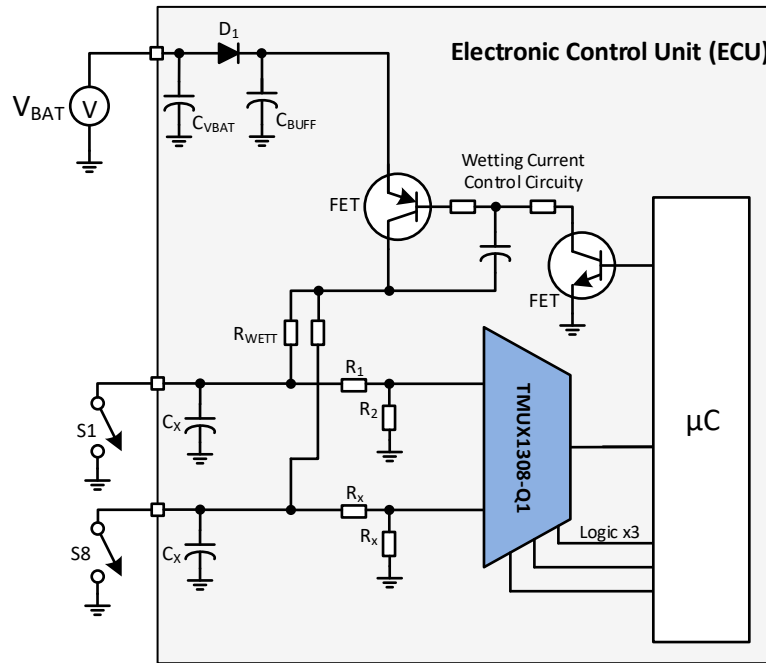 D1
Electronic Control Unit (ECU)
VBAT
V
CVBAT
CBUFF
Wetting Current
Control Circuity
FET
FET
RWETT
R1
S1
CX
R2
TMUX1308-Q1
µC
Rx
S8
CX
Rx
Logic x3